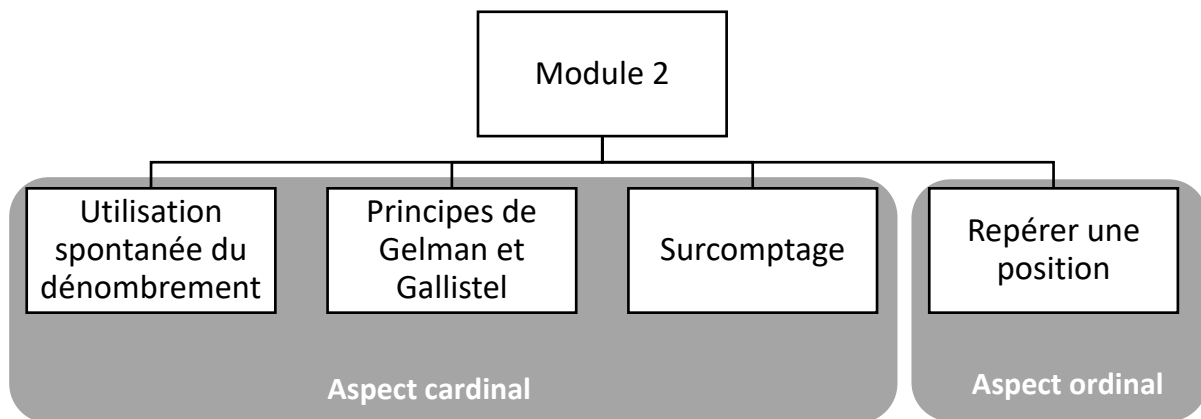 Module 2
Utilisation
spontanée du
dénombrement
Principes de
Gelman et
Gallistel
Surcomptage
Repérer une
position
Aspect cardinal
Aspect ordinal